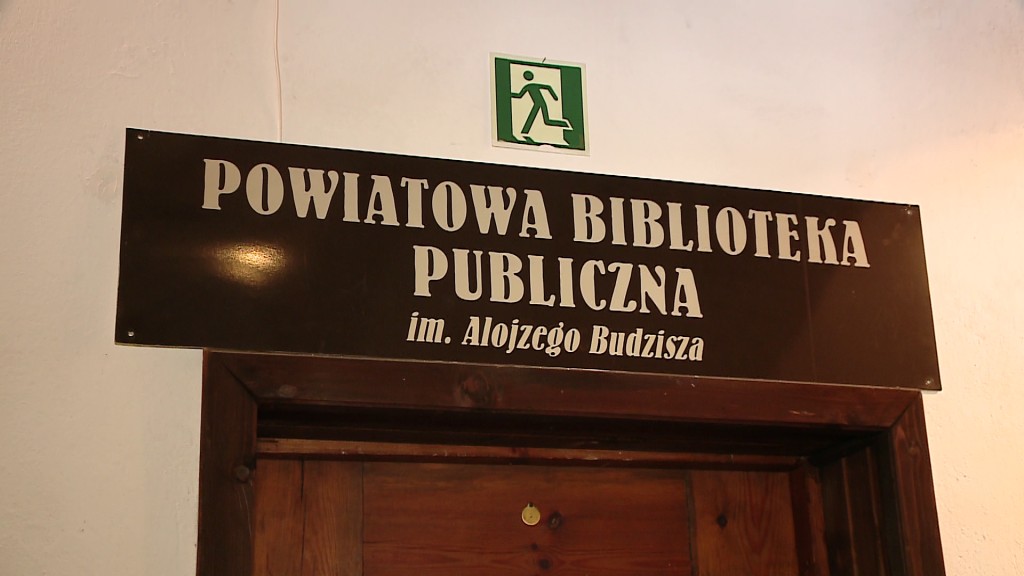 POWIATOWA BIBLIOTEKA
PUBLICZNA
im. Alojzego Budzisza